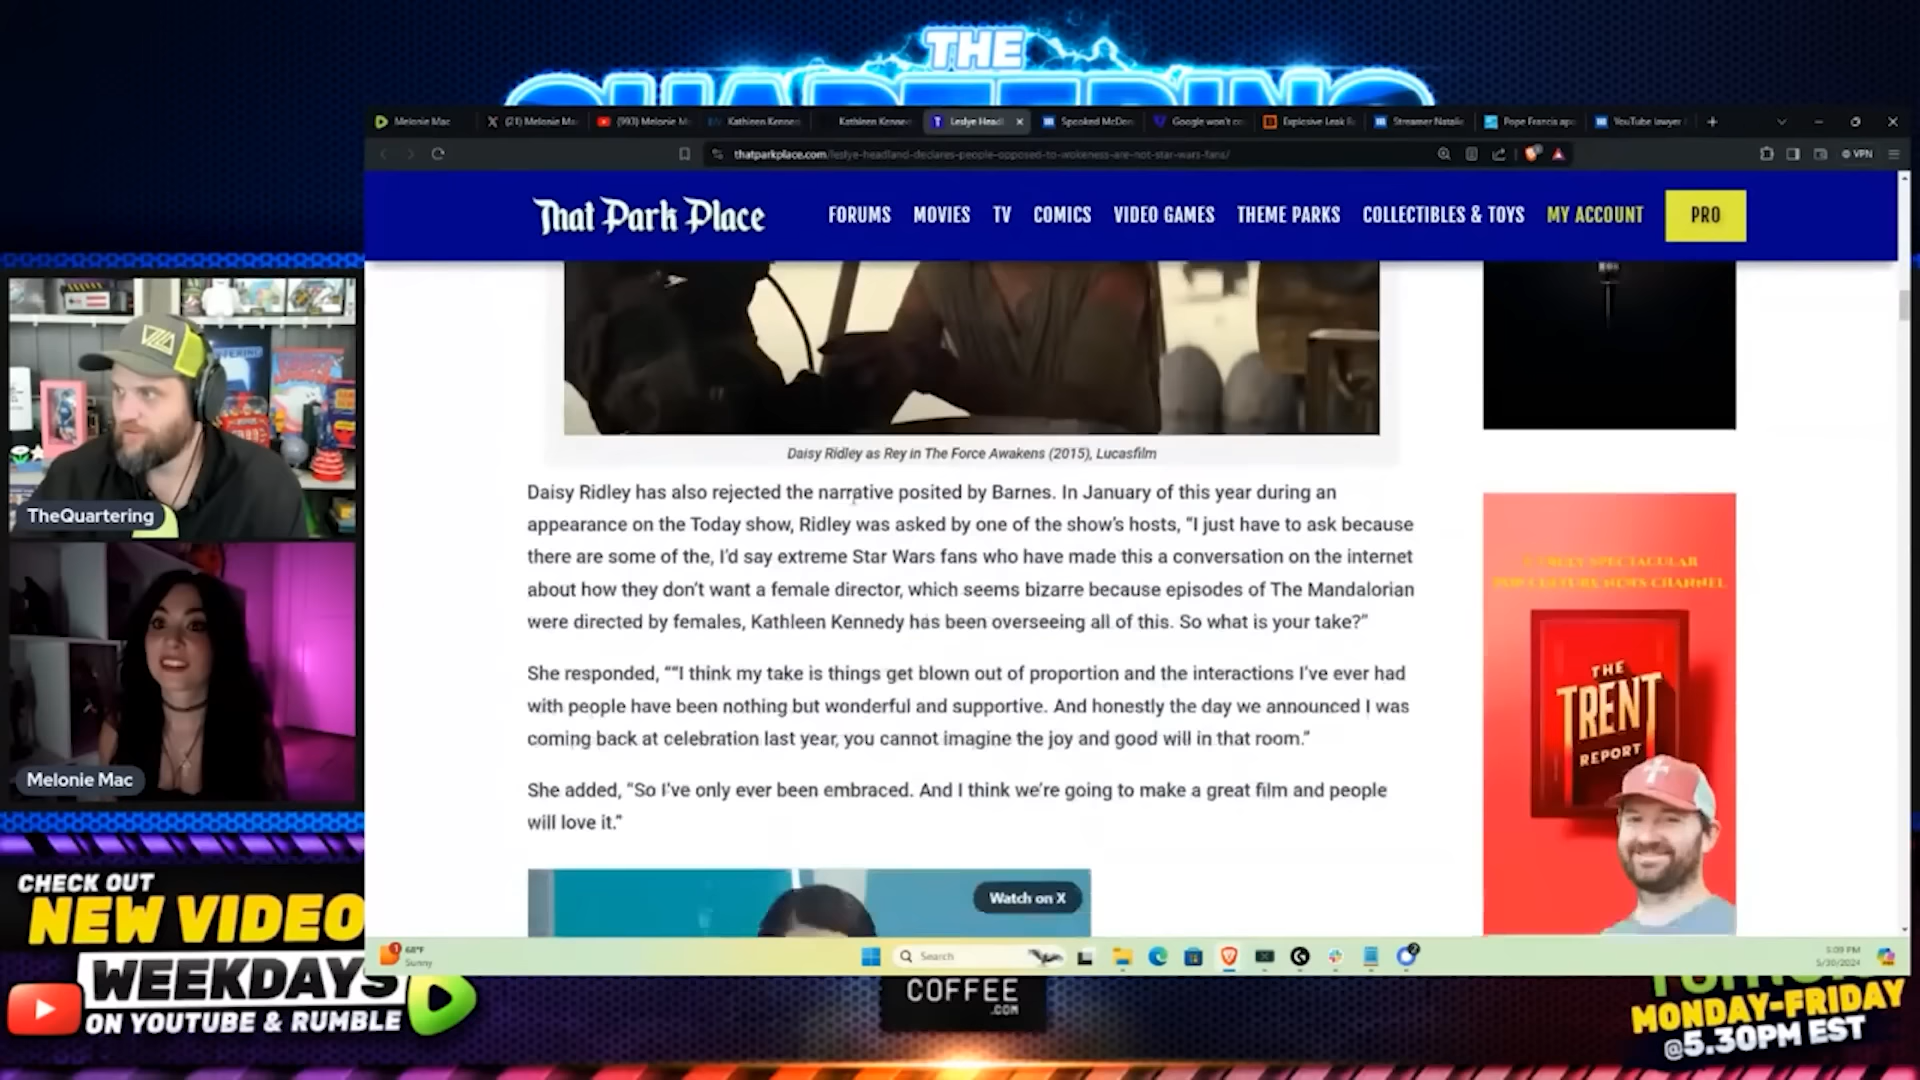 THE
QUARTERING
Melonie Mac
(21) Melonie Ma
(993) Melonie M
Kathleen Kenne
Kathleen Kenned
Leslye Headl
Spooked McDon
Google won't co
Explosive Leak R
Streamer Natalie
Pope Francis apo
YouTube lawyer
thatparkplace.com/leslye-headland-declares-people-opposed-to-wokeness-are-not-star-wars-fans/
VPN
That Park Place
FORUMS MOVIES TV COMICS VIDEO GAMES THEME PARKS COLLECTIBLES & TOYS MY ACCOUNT PRO
Daisy Ridley as Rey in The Force Awakens (2015), Lucasfilm
Daisy Ridley has also rejected the narrative posited by Barnes. In January of this year during an
appearance on the Today show, Ridley was asked by one of the show's hosts, “I just have to ask because
there are some of the, I'd say extreme Star Wars fans who have made this a conversation on the internet
about how they don't want a female director, which seems bizarre because episodes of The Mandalorian
were directed by females, Kathleen Kennedy has been overseeing all of this. So what is your take?”
She responded, ““I think my take is things get blown out of proportion and the interactions I've ever had
with people have been nothing but wonderful and supportive. And honestly the day we announced I was
coming back at celebration last year, you cannot imagine the joy and good will in that room.”
She added, “So I've only ever been embraced. And I think we're going to make a great film and people
will love it.”
Watch on X
SPECTACULAR
POP CULTURE NEWS CHANNEL
THE
TRENT
REPORT
TheQuartering
Melonie Mac
CHECK OUT
NEW VIDEO
WEEKDAYS
ON YOUTUBE & RUMBLE
68°F
Sunny
Search
3:09 PM
5/30/2024
COFFEE
.COM
MONDAY-FRIDAY
@5.30PM EST